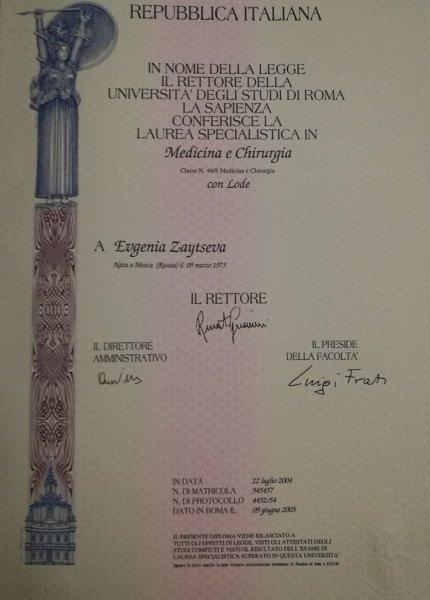 REPUBBLICA ITALIANA
IN NOME DELLA LEGGE
IL RETTORE DELLA
UNIVERSITA' DEGLI STUDI DI ROMA
LA SAPIENZA
CONFERISCE LA
LAUREA SPECIALISTICA IN
Medicina e Chirurgia
Classe N. 46/S Medicina e Chirurgia
con Lode
A Evgenia Zaytseva
Nata a Mosca (Russia) il 09 marzo 1975
IL RETTORE
IL DIRETTORE
AMMINISTRATIVO
IL PRESIDE
DELLA FACOLTA'
Luigi Frati
IN DATA 22 luglio 2004
N. DI MATRICOLA 945457
N. DI PROTOCOLLO 4452/54
DATO IN ROMA IL 09 giugno 2005
IL PRESENTE DIPLOMA VIENE RILASCIATO A
TUTTI GLI EFFETTI DI LEGGE, VISTI GLI ATTESTATI DEGLI
STUDI COMPIUTI E VISTO IL RISULTATO DELL'ESAME DI
LAUREA SPECIALISTICA SUPERATO IN QUESTA UNIVERSITA'